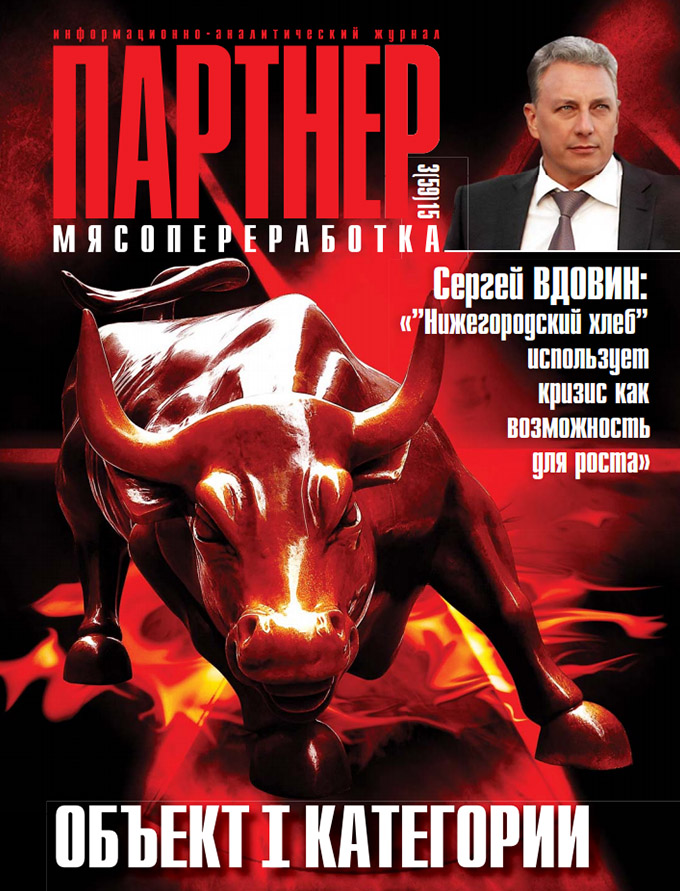 информационно-аналитический журнал
ПАРТНЕР
3(59)15
МЯСОПЕРЕРАБОТКА
Сергей ВДОВИН:
«”Нижегородский хлеб”
использует
кризис как
возможность
для роста»
ОБЪЕКТ I КАТЕГОРИИ